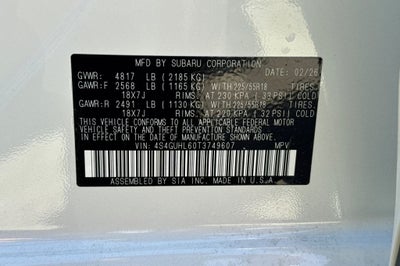 MFD BY SUBARU CORPORATION
GVWR: 4817 LB (2185 KG) DATE: 02/26
GAWR:F 2568 LB (1165 KG) WITH 225/55R18 TIRES,
18X7J RIMS, AT 230 KPA (33 PSI) COLD
GAWR:R 2491 LB (1130 KG) WITH 225/55R18 TIRES,
18X7J RIMS, AT 220 KPA (32 PSI) COLD
THIS VEHICLE CONFORMS TO ALL APPLICABLE FEDERAL MOTOR
VEHICLE SAFETY AND THEFT PREVENTION STANDARDS IN EFFECT ON
THE DATE OF MANUFACTURE SHOWN ABOVE.
VIN: 4S4GUHL60T3749607 MPV
ASSEMBLED BY SIA INC. MADE IN U.S.A